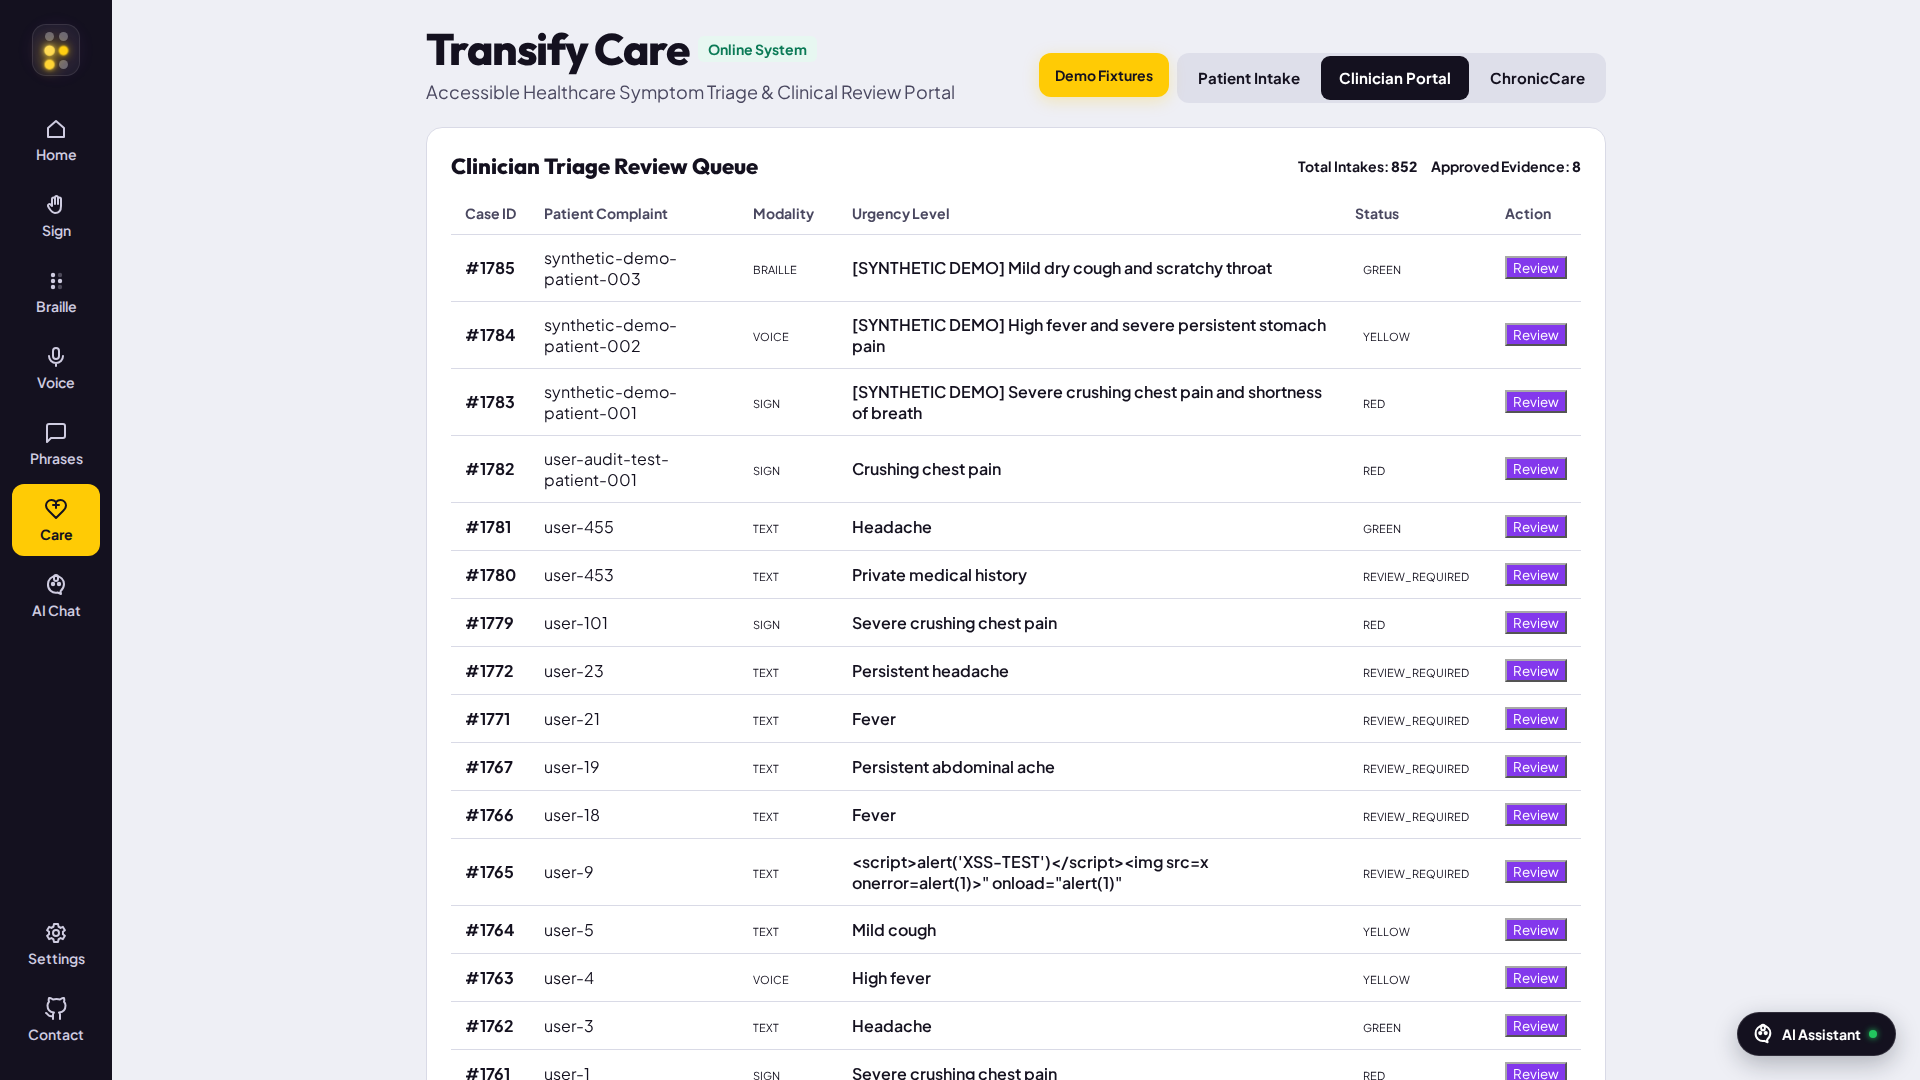 Home
Sign
Braille
Voice
Phrases
Care
AI Chat
Settings
Contact
Transify Care
Online System
Accessible Healthcare Symptom Triage & Clinical Review Portal
Demo Fixtures
Patient Intake
Clinician Portal
ChronicCare
Clinician Triage Review Queue
Total Intakes: 852 Approved Evidence: 8
Case ID Patient Complaint Modality Urgency Level Status Action
#1785 synthetic-demo-patient-003 BRAILLE [SYNTHETIC DEMO] Mild dry cough and scratchy throat GREEN Review
#1784 synthetic-demo-patient-002 VOICE [SYNTHETIC DEMO] High fever and severe persistent stomach pain YELLOW Review
#1783 synthetic-demo-patient-001 SIGN [SYNTHETIC DEMO] Severe crushing chest pain and shortness of breath RED Review
#1782 user-audit-test-patient-001 SIGN Crushing chest pain RED Review
#1781 user-455 TEXT Headache GREEN Review
#1780 user-453 TEXT Private medical history REVIEW_REQUIRED Review
#1779 user-101 SIGN Severe crushing chest pain RED Review
#1772 user-23 TEXT Persistent headache REVIEW_REQUIRED Review
#1771 user-21 TEXT Fever REVIEW_REQUIRED Review
#1767 user-19 TEXT Persistent abdominal ache REVIEW_REQUIRED Review
#1766 user-18 TEXT Fever REVIEW_REQUIRED Review
#1765 user-9 TEXT <script>alert('XSS-TEST')</script><img src=x onerror=alert(1)>" onload="alert(1)" REVIEW_REQUIRED Review
#1764 user-5 TEXT Mild cough YELLOW Review
#1763 user-4 VOICE High fever YELLOW Review
#1762 user-3 TEXT Headache GREEN Review
#1761 user-1 SIGN Severe crushing chest pain RED Review
AI Assistant